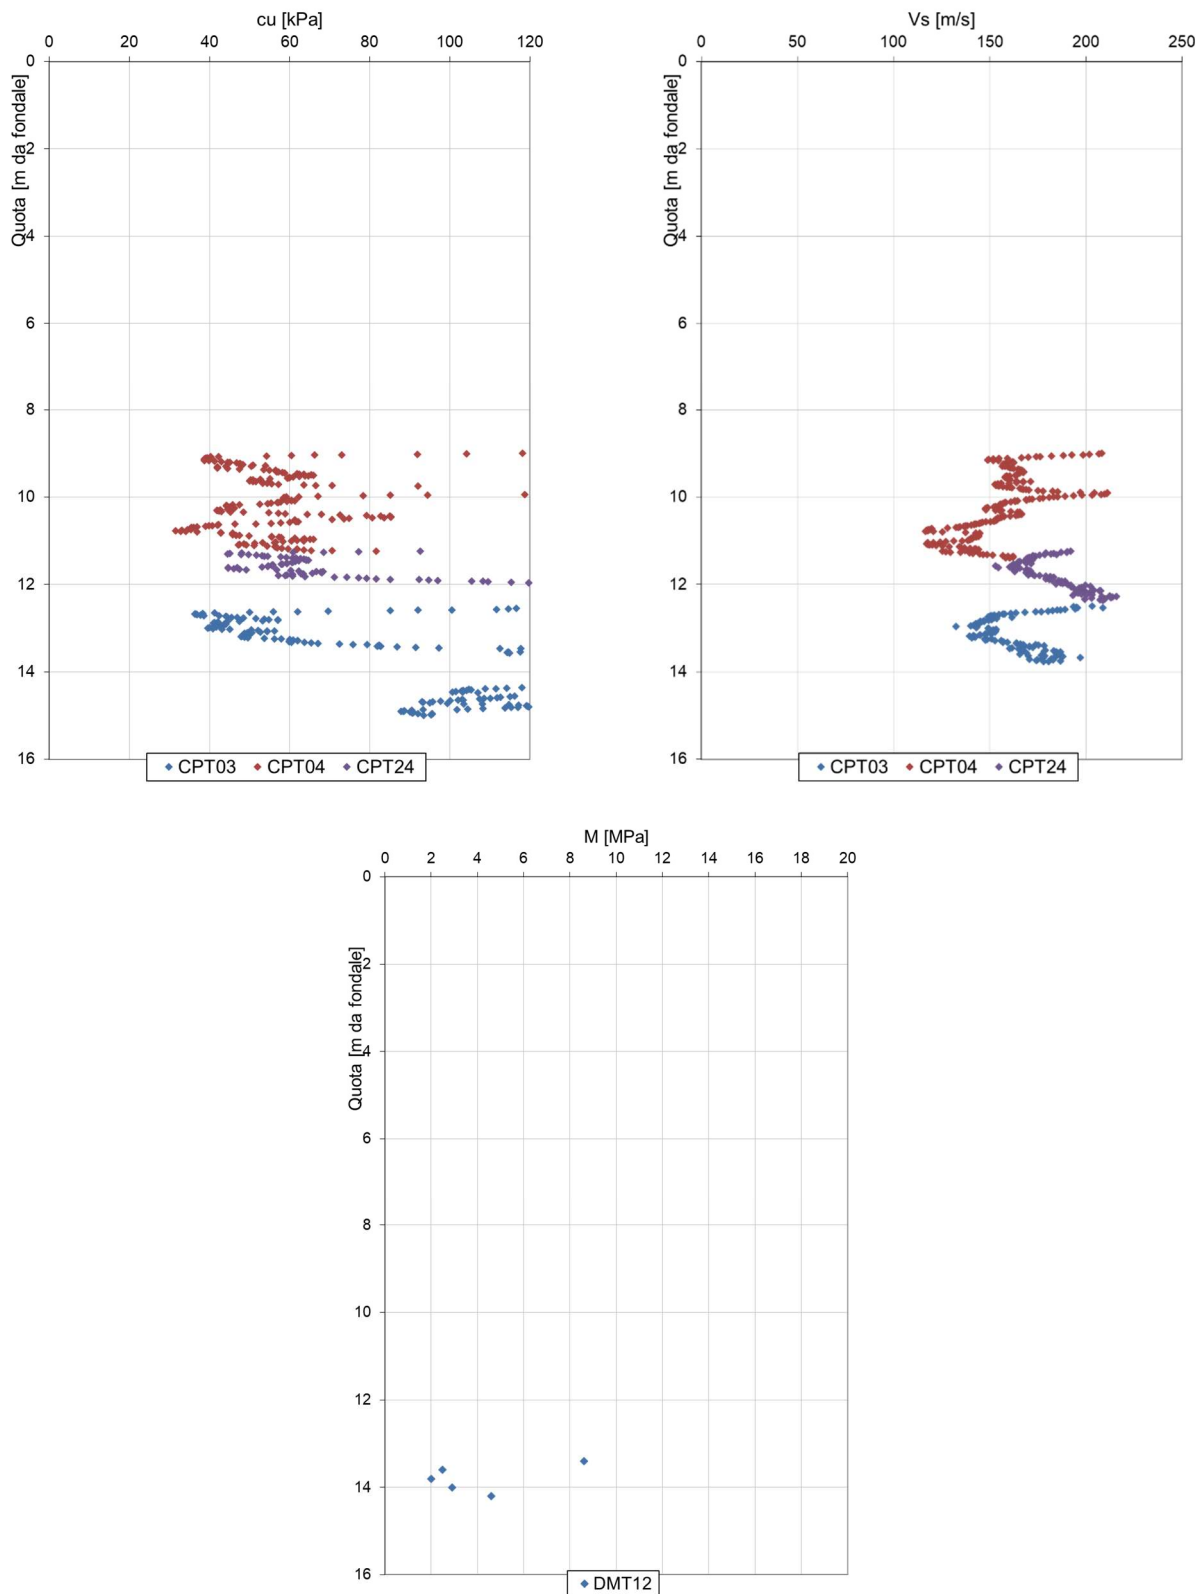 cu [kPa]
0 20 40 60 80 100 120
Quota [m da fondale]
0
2
4
6
8
10
12
14
16
CPT03 CPT04 CPT24
Vs [m/s]
0 50 100 150 200 250
Quota [m da fondale]
0
2
4
6
8
10
12
14
16
CPT03 CPT04 CPT24
M [MPa]
0 2 4 6 8 10 12 14 16 18 20
Quota [m da fondale]
0
2
4
6
8
10
12
14
16
DMT12